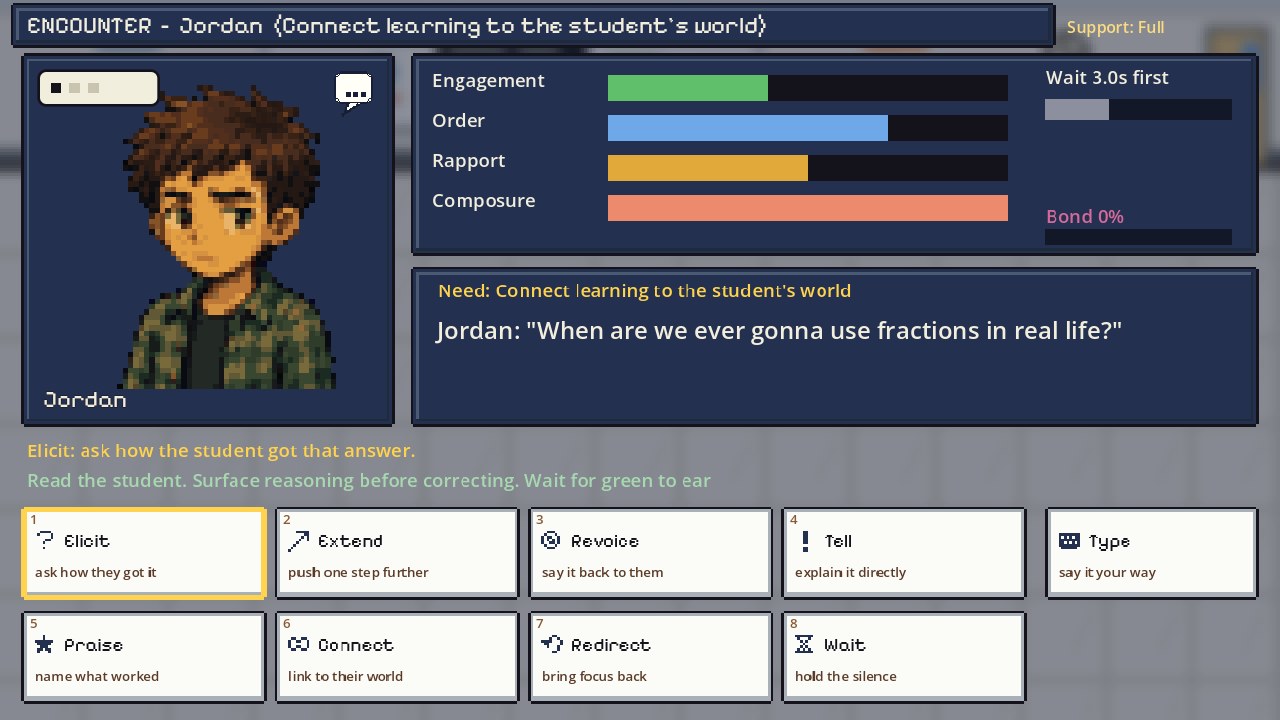 ENCOUNTER - Jordan (Connect learning to the student's world)
Support: Full
Engagement
Order
Rapport
Composure
Wait 3.0s first
Bond 0%
Jordan
Need: Connect learning to the student's world
Jordan: "When are we ever gonna use fractions in real life?"
Elicit: ask how the student got that answer.
Read the student. Surface reasoning before correcting. Wait for green to ear
1
Elicit
ask how they got it
2
Extend
push one step further
3
Revoice
say it back to them
4
Tell
explain it directly
Type
say it your way
5
Praise
name what worked
6
Connect
link to their world
7
Redirect
bring focus back
8
Wait
hold the silence